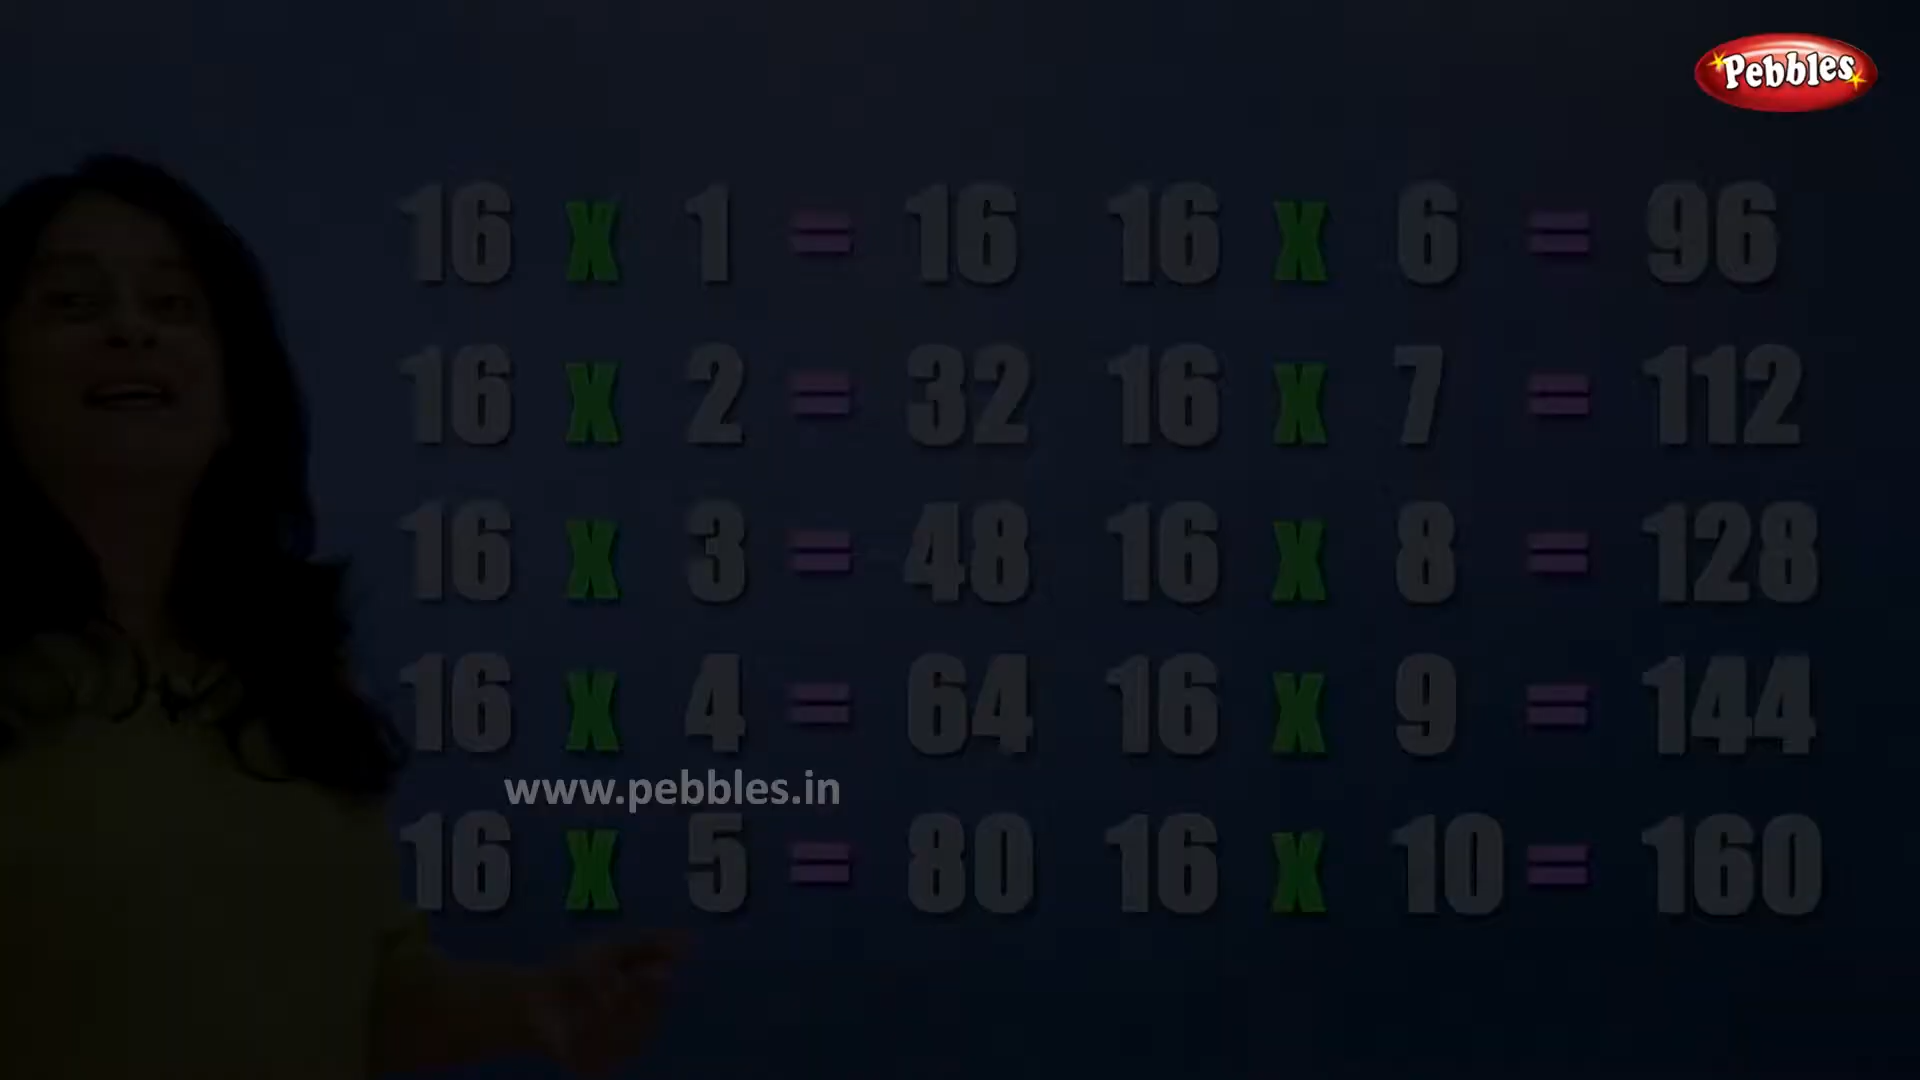 Pebbles
16 x 1 = 16 16 x 6 = 96
16 x 2 = 32 16 x 7 = 112
16 x 3 = 48 16 x 8 = 128
16 x 4 = 64 16 x 9 = 144
www.pebbles.in
16 x 5 = 80 16 x 10 = 160